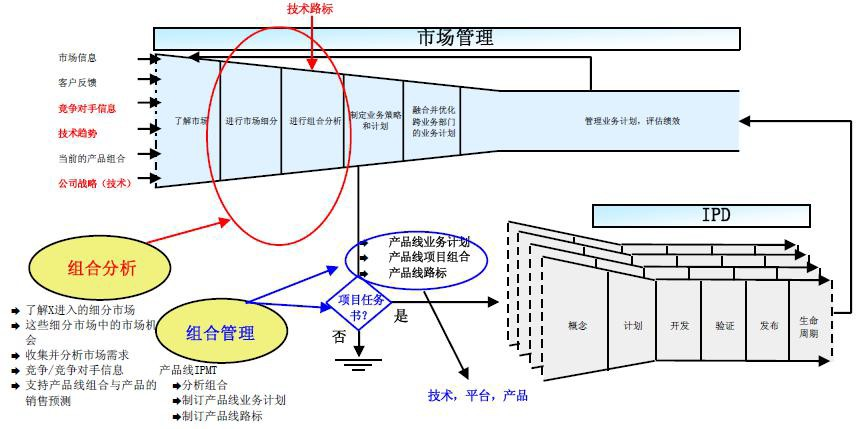 技术路标
市场管理
市场信息
客户反馈
竞争对手信息
技术趋势
当前的产品组合
公司战略（技术）
了解市场
进行市场细分
进行组合分析
制定业务策略
和计划
融合并优化
跨业务部门
的业务计划
管理业务计划，评估绩效
IPD
组合分析
了解X进入的细分市场
这些细分市场中的市场机
会
收集并分析市场需求
竞争/竞争对手信息
支持产品线组合与产品的
销售预测
组合管理
产品线IPMT
分析组合
制订产品线业务计划
制订产品线路标
产品线业务计划
产品线项目组合
产品线路标
项目任务
书？
否
是
技术，平台，产品
概念
计划
开发
验证
发布
生命
周期